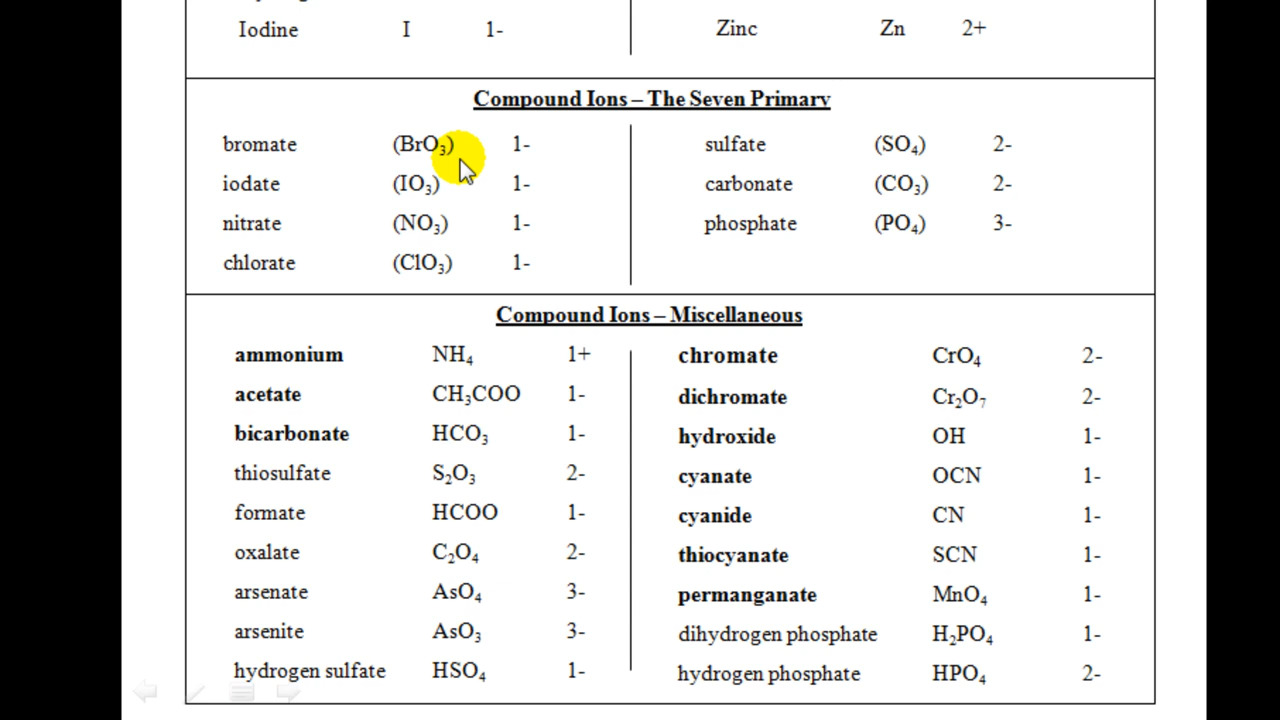 Iodine I 1-
Zinc Zn 2+
Compound Ions – The Seven Primary
bromate (BrO₃) 1-
iodate (IO₃) 1-
nitrate (NO₃) 1-
chlorate (ClO₃) 1-
sulfate (SO₄) 2-
carbonate (CO₃) 2-
phosphate (PO₄) 3-
Compound Ions – Miscellaneous
ammonium NH₄ 1+
acetate CH₃COO 1-
bicarbonate HCO₃ 1-
thiosulfate S₂O₃ 2-
formate HCOO 1-
oxalate C₂O₄ 2-
arsenate AsO₄ 3-
arsenite AsO₃ 3-
hydrogen sulfate HSO₄ 1-
chromate CrO₄ 2-
dichromate Cr₂O₇ 2-
hydroxide OH 1-
cyanate OCN 1-
cyanide CN 1-
thiocyanate SCN 1-
permanganate MnO₄ 1-
dihydrogen phosphate H₂PO₄ 1-
hydrogen phosphate HPO₄ 2-